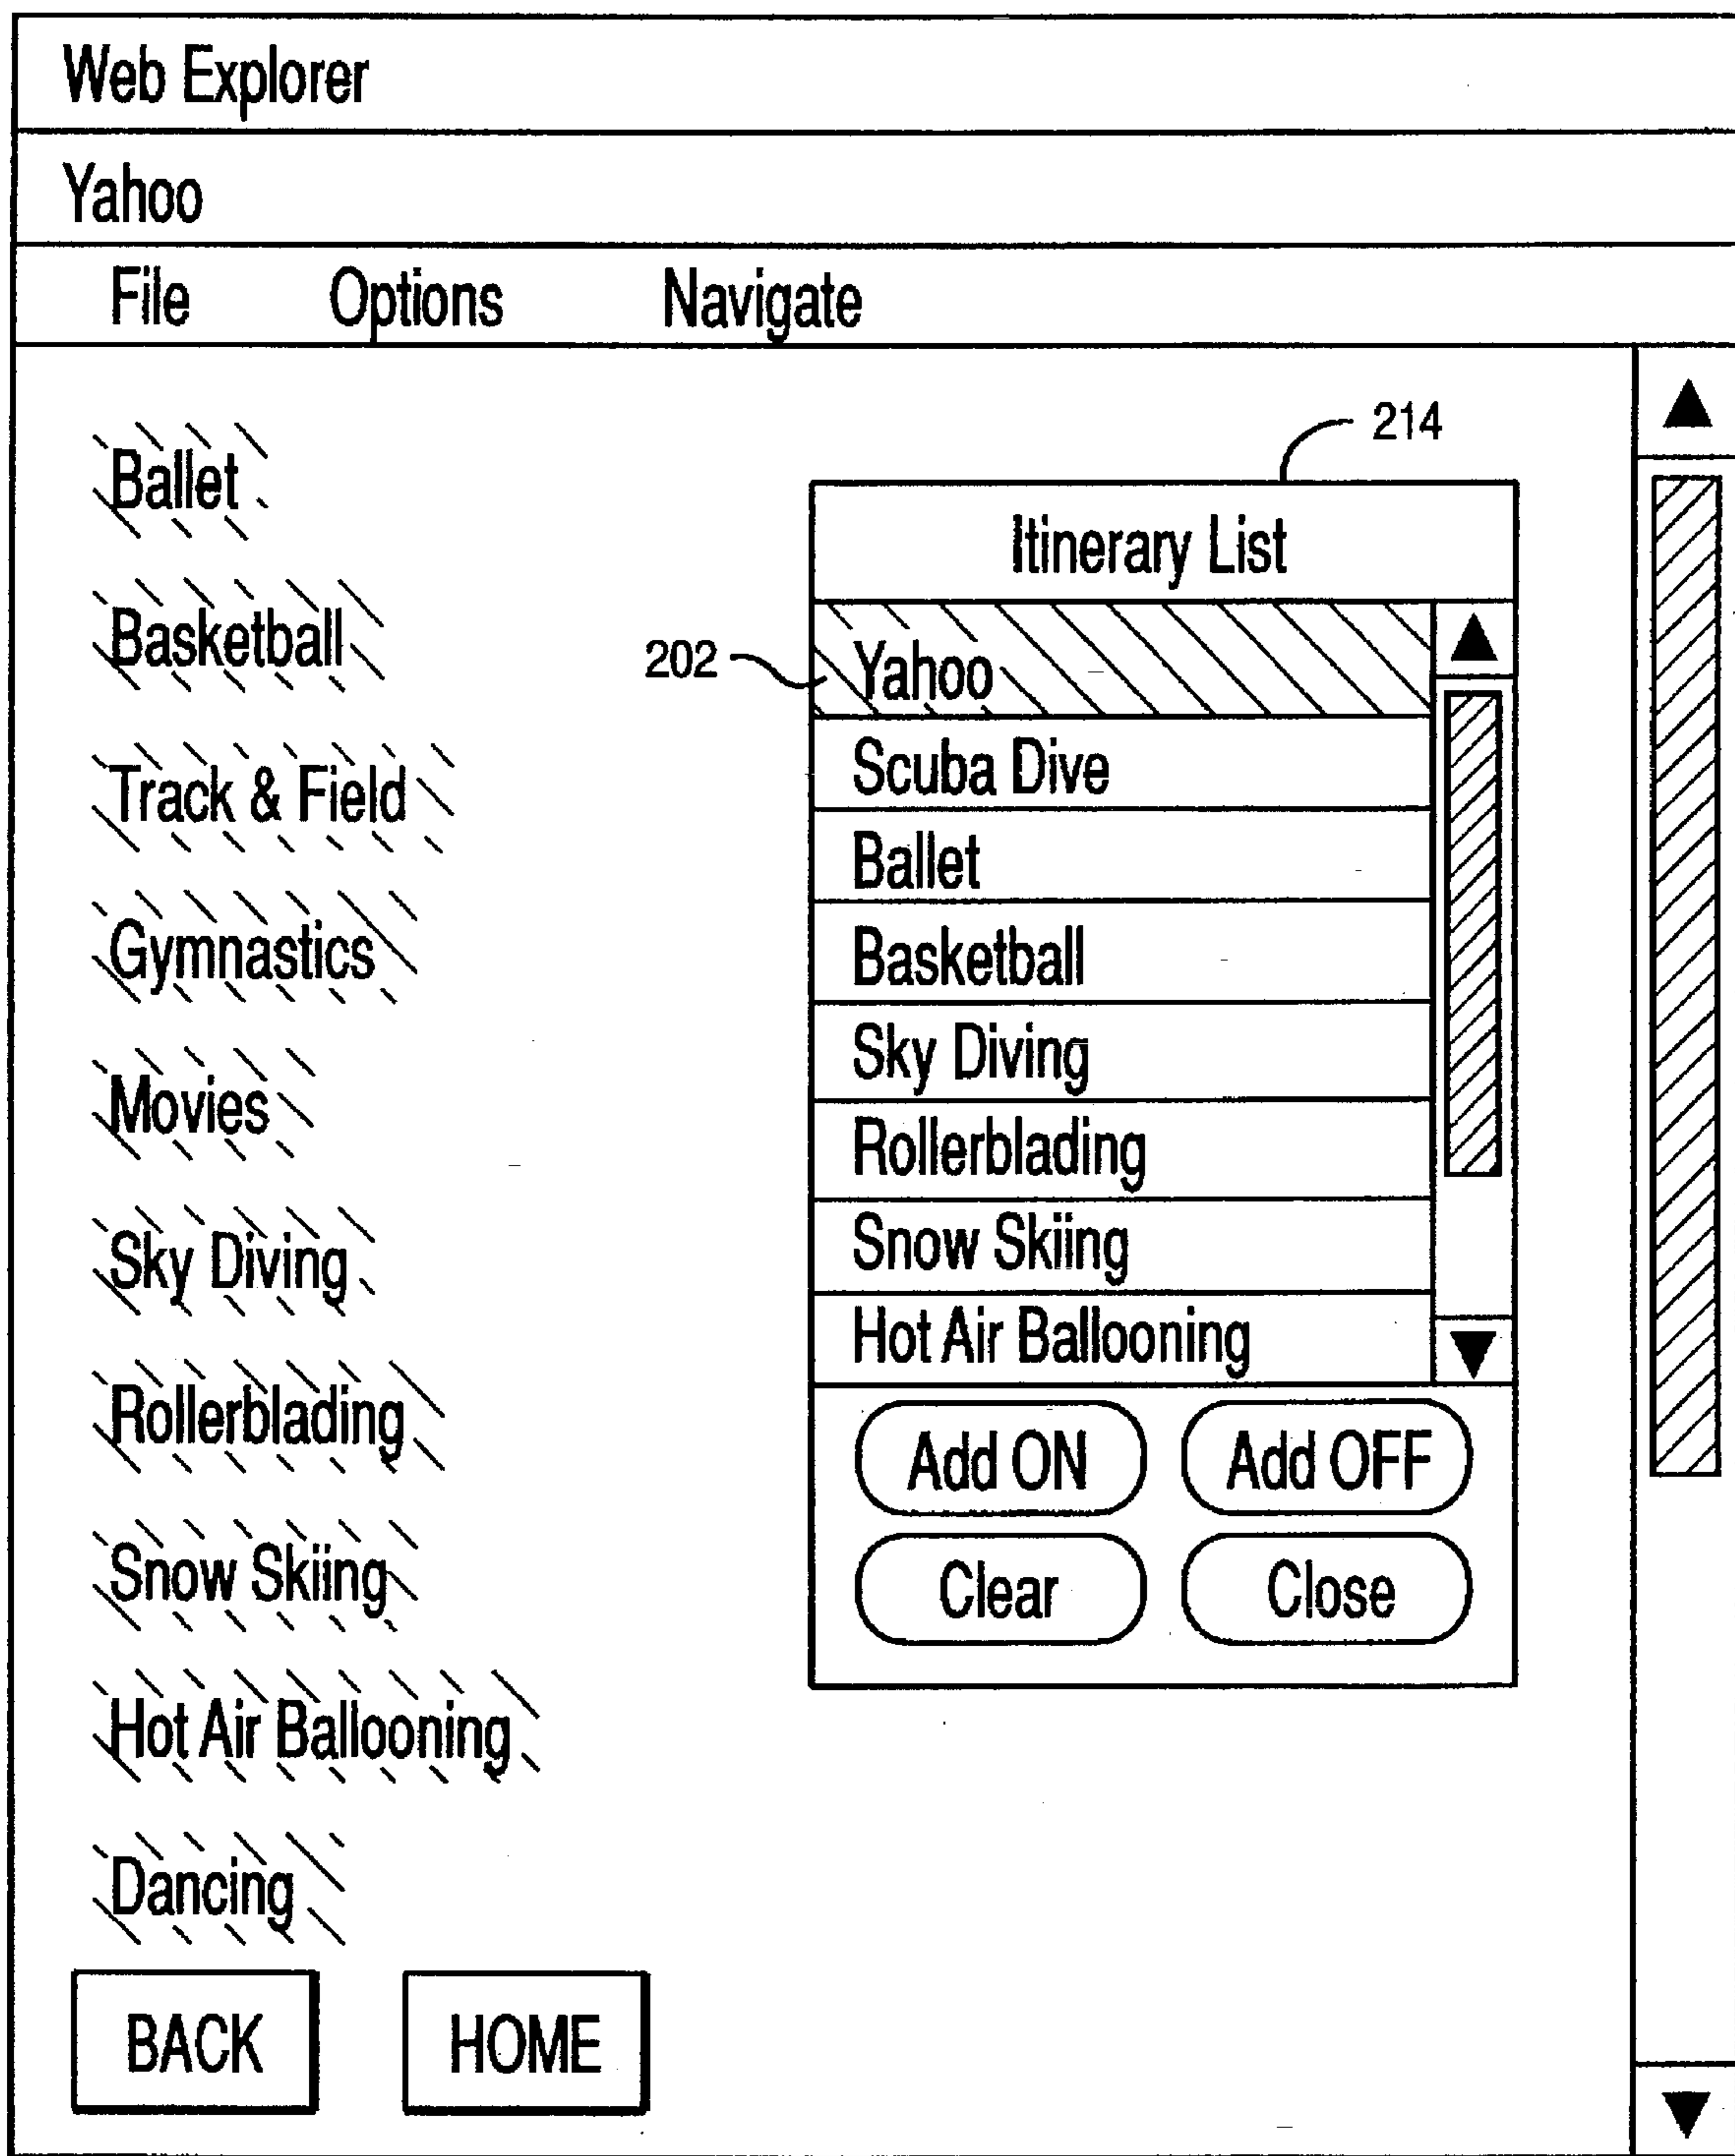 Web Explorer
Yahoo
File Options Navigate
Ballet
Basketball
Track & Field
Gymnastics
Movies
Sky Diving
Rollerblading
Snow Skiing
Hot Air Ballooning
Dancing
BACK HOME
214
Itinerary List
202
Yahoo
Scuba Dive
Ballet
Basketball
Sky Diving
Rollerblading
Snow Skiing
Hot Air Ballooning
Add ON Add OFF
Clear Close